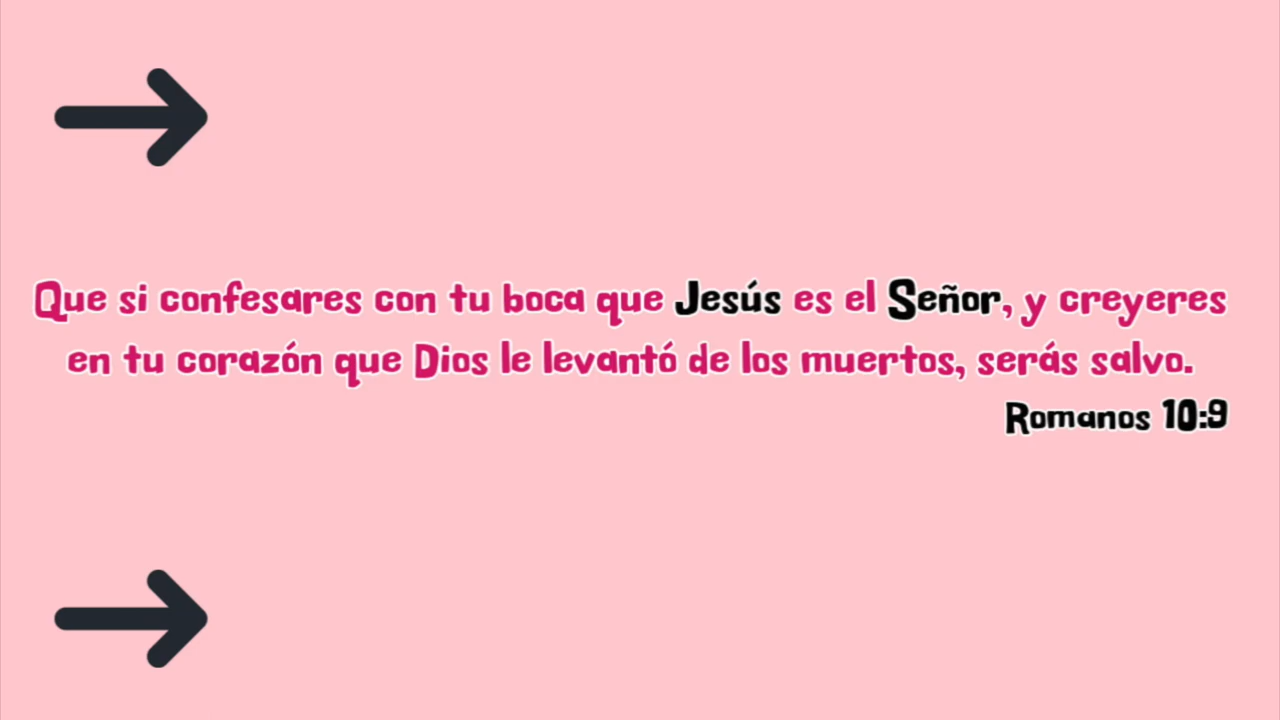 Que si confesares con tu boca que Jesús es el Señor, y creyeres
en tu corazón que Dios le levantó de los muertos, serás salvo.
Romanos 10:9